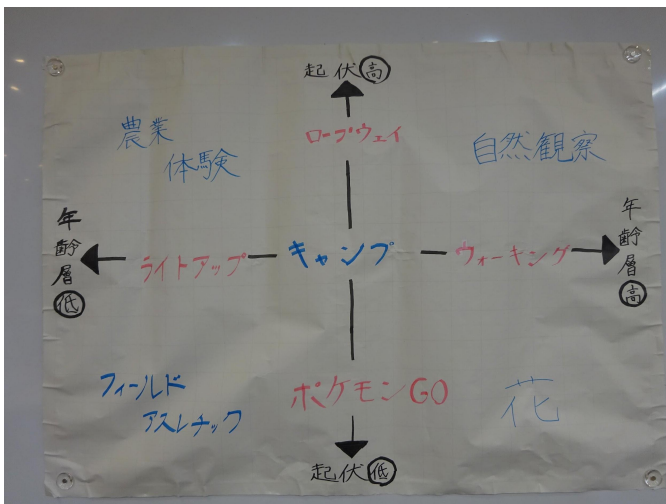 起伏高
ロープウェイ
農業
体験
自然観察
年齢層低
ライトアップ
キャンプ
ウォーキング
年齢層高
フィールド
アスレチック
ポケモンGO
花
起伏低